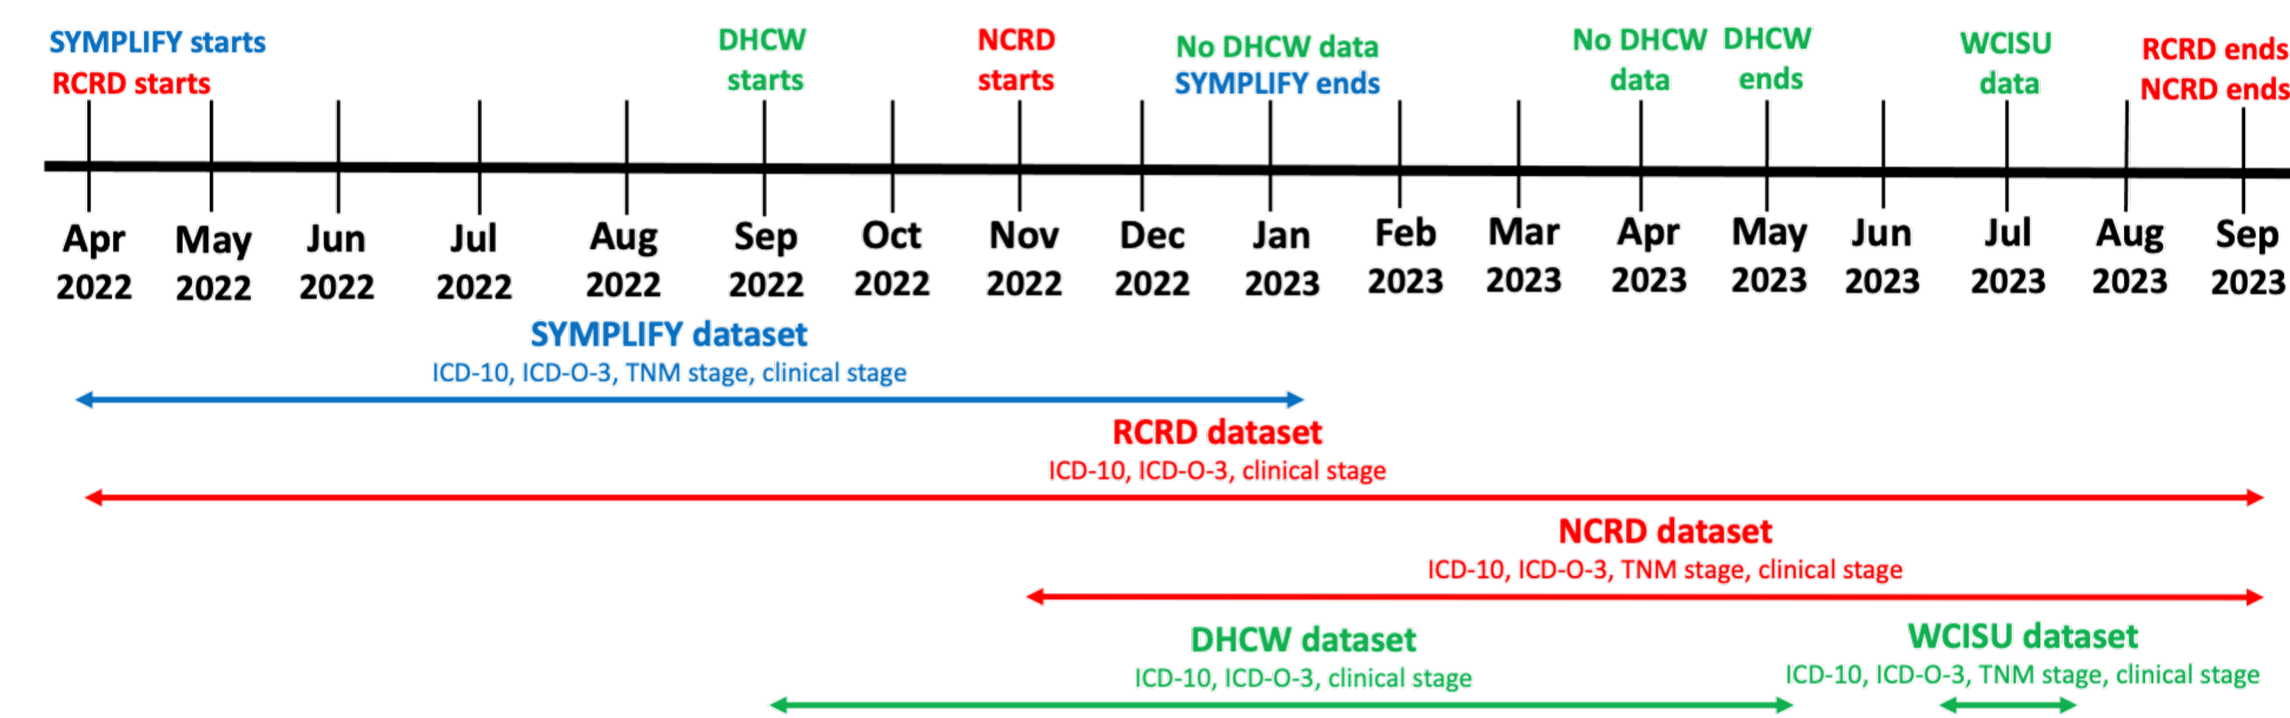 SYMPLIFY starts
RCRD starts
DHCW
starts
NCRD
starts
No DHCW data
SYMPLIFY ends
No DHCW
data
DHCW
ends
WCISU
data
RCRD ends
NCRD ends
Apr
2022
May
2022
Jun
2022
Jul
2022
Aug
2022
Sep
2022
Oct
2022
Nov
2022
Dec
2022
Jan
2023
Feb
2023
Mar
2023
Apr
2023
May
2023
Jun
2023
Jul
2023
Aug
2023
Sep
2023
SYMPLIFY dataset
ICD-10, ICD-O-3, TNM stage, clinical stage
RCRD dataset
ICD-10, ICD-O-3, clinical stage
NCRD dataset
ICD-10, ICD-O-3, TNM stage, clinical stage
DHCW dataset
ICD-10, ICD-O-3, clinical stage
WCISU dataset
ICD-10, ICD-O-3, TNM stage, clinical stage